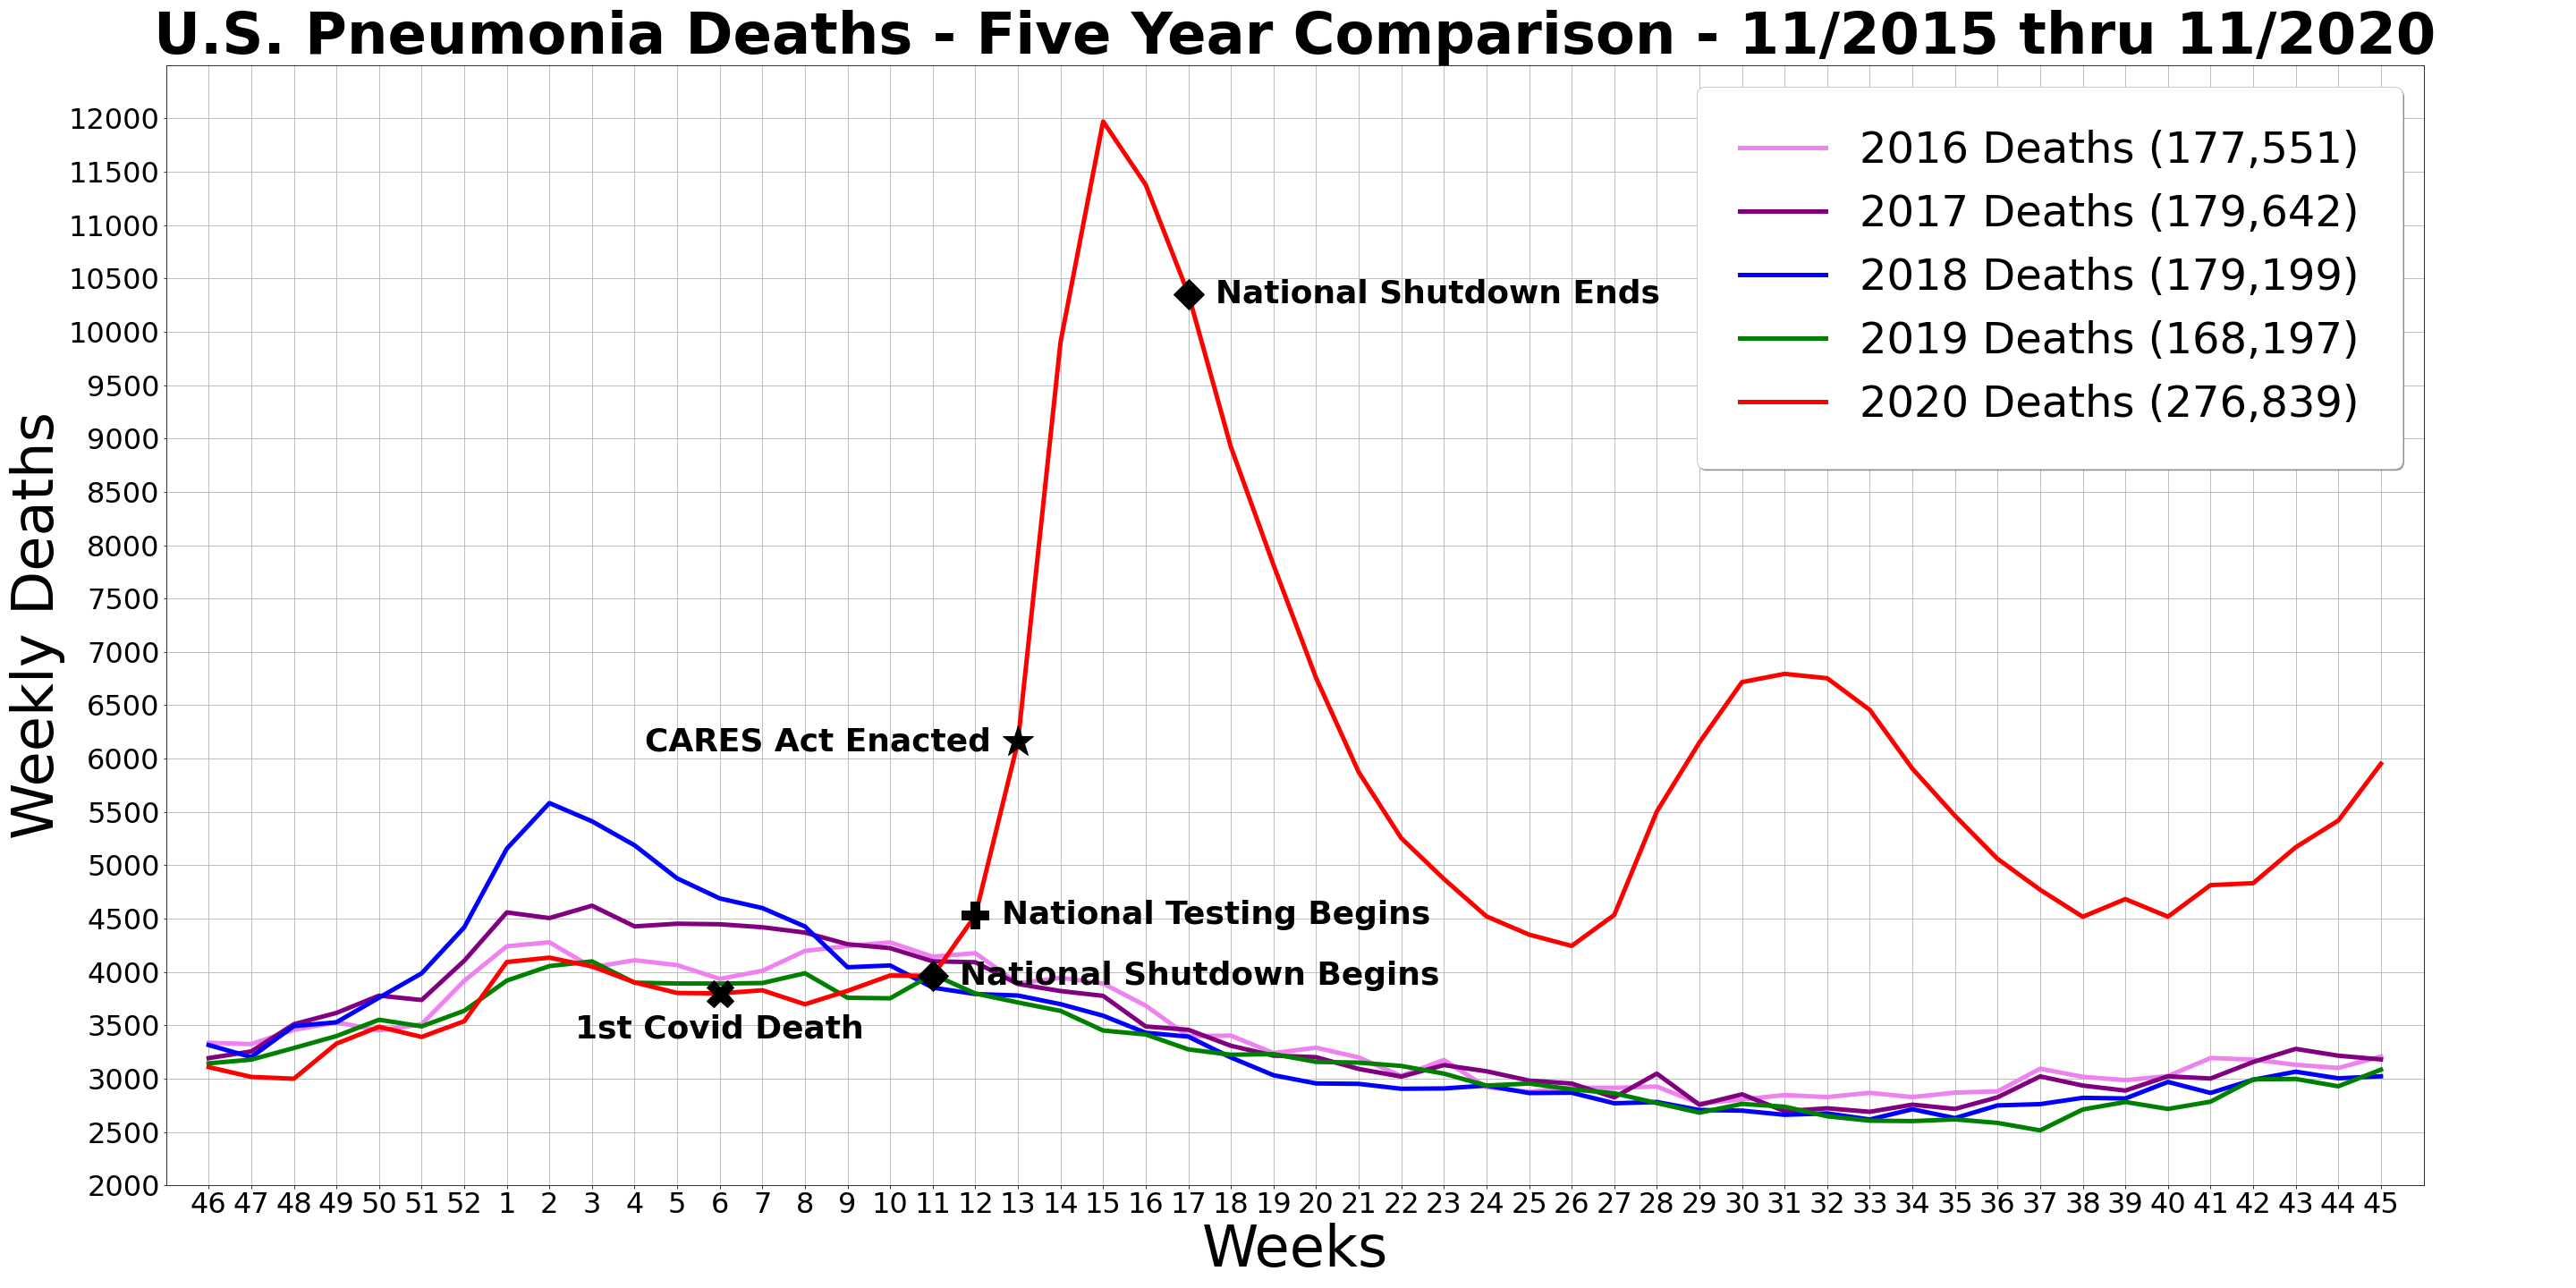 U.S. Pneumonia Deaths - Five Year Comparison - 11/2015 thru 11/2020
12000
11500
11000
10500
10000
9500
9000
8500
8000
7500
7000
6500
6000
5500
5000
4500
4000
3500
3000
2500
2000
Weekly Deaths
2016 Deaths (177,551)
2017 Deaths (179,642)
2018 Deaths (179,199)
2019 Deaths (168,197)
2020 Deaths (276,839)
National Shutdown Ends
CARES Act Enacted
National Testing Begins
National Shutdown Begins
1st Covid Death
46 47 48 49 50 51 52 1 2 3 4 5 6 7 8 9 10 11 12 13 14 15 16 17 18 19 20 21 22 23 24 25 26 27 28 29 30 31 32 33 34 35 36 37 38 39 40 41 42 43 44 45
Weeks